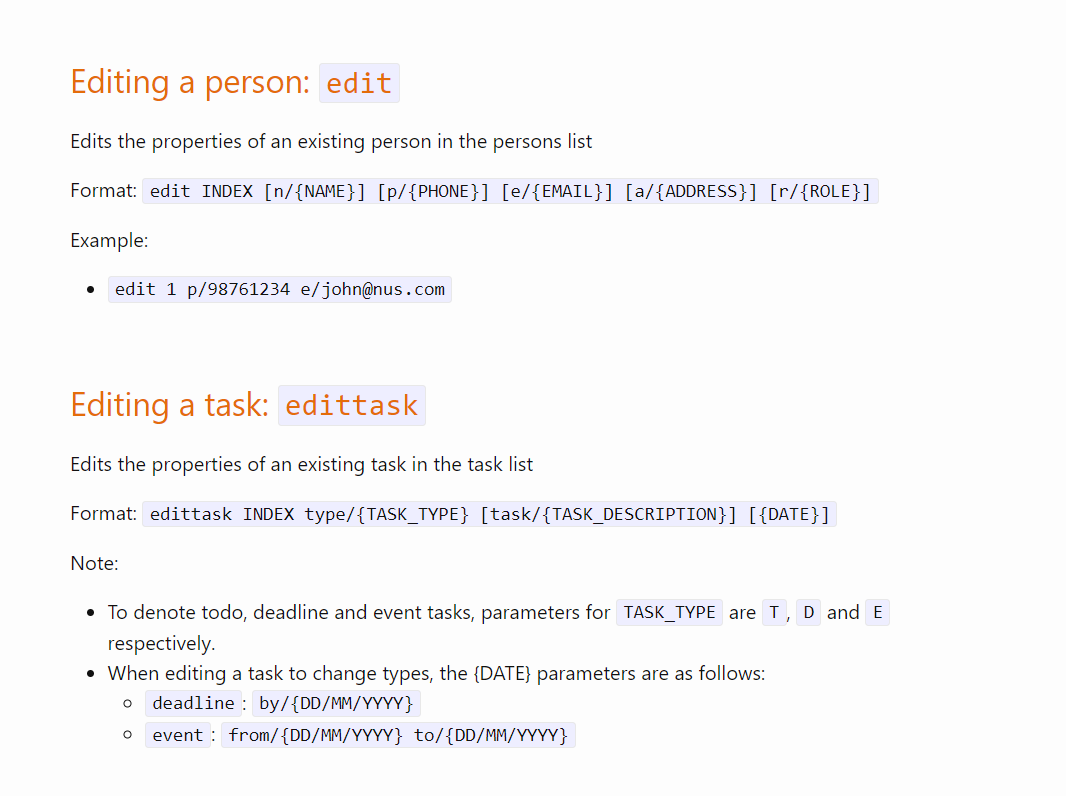 Editing a person: edit
Edits the properties of an existing person in the persons list
Format: edit INDEX [n/{NAME}] [p/{PHONE}] [e/{EMAIL}] [a/{ADDRESS}] [r/{ROLE}]
Example:
• edit 1 p/98761234 e/john@nus.com
Editing a task: edittask
Edits the properties of an existing task in the task list
Format: edittask INDEX type/{TASK_TYPE} [task/{TASK_DESCRIPTION}] [{DATE}]
Note:
• To denote todo, deadline and event tasks, parameters for TASK_TYPE are T, D and E
respectively.
• When editing a task to change types, the {DATE} parameters are as follows:
◦ deadline: by/{DD/MM/YYYY}
◦ event: from/{DD/MM/YYYY} to/{DD/MM/YYYY}